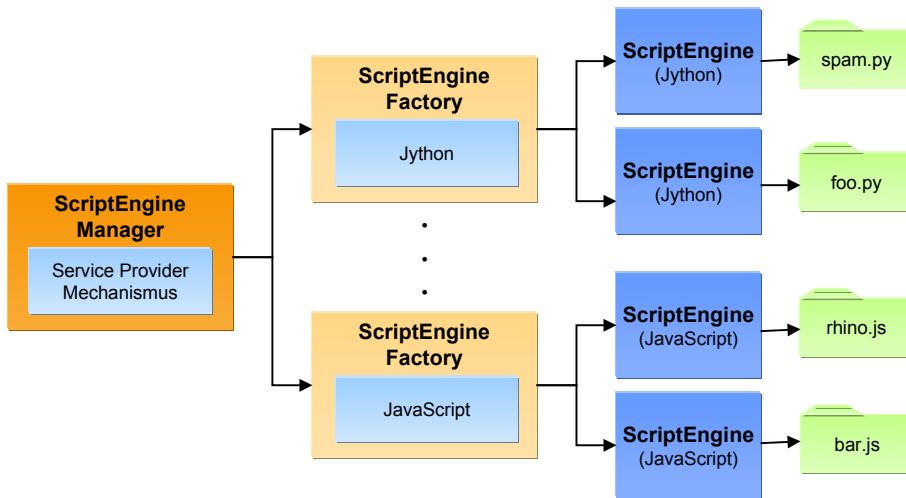 ScriptEngine
Manager
Service Provider
Mechanismus
ScriptEngine
Factory
Jython
.
.
.
ScriptEngine
Factory
JavaScript
ScriptEngine
(Jython)
spam.py
ScriptEngine
(Jython)
foo.py
ScriptEngine
(JavaScript)
rhino.js
ScriptEngine
(JavaScript)
bar.js